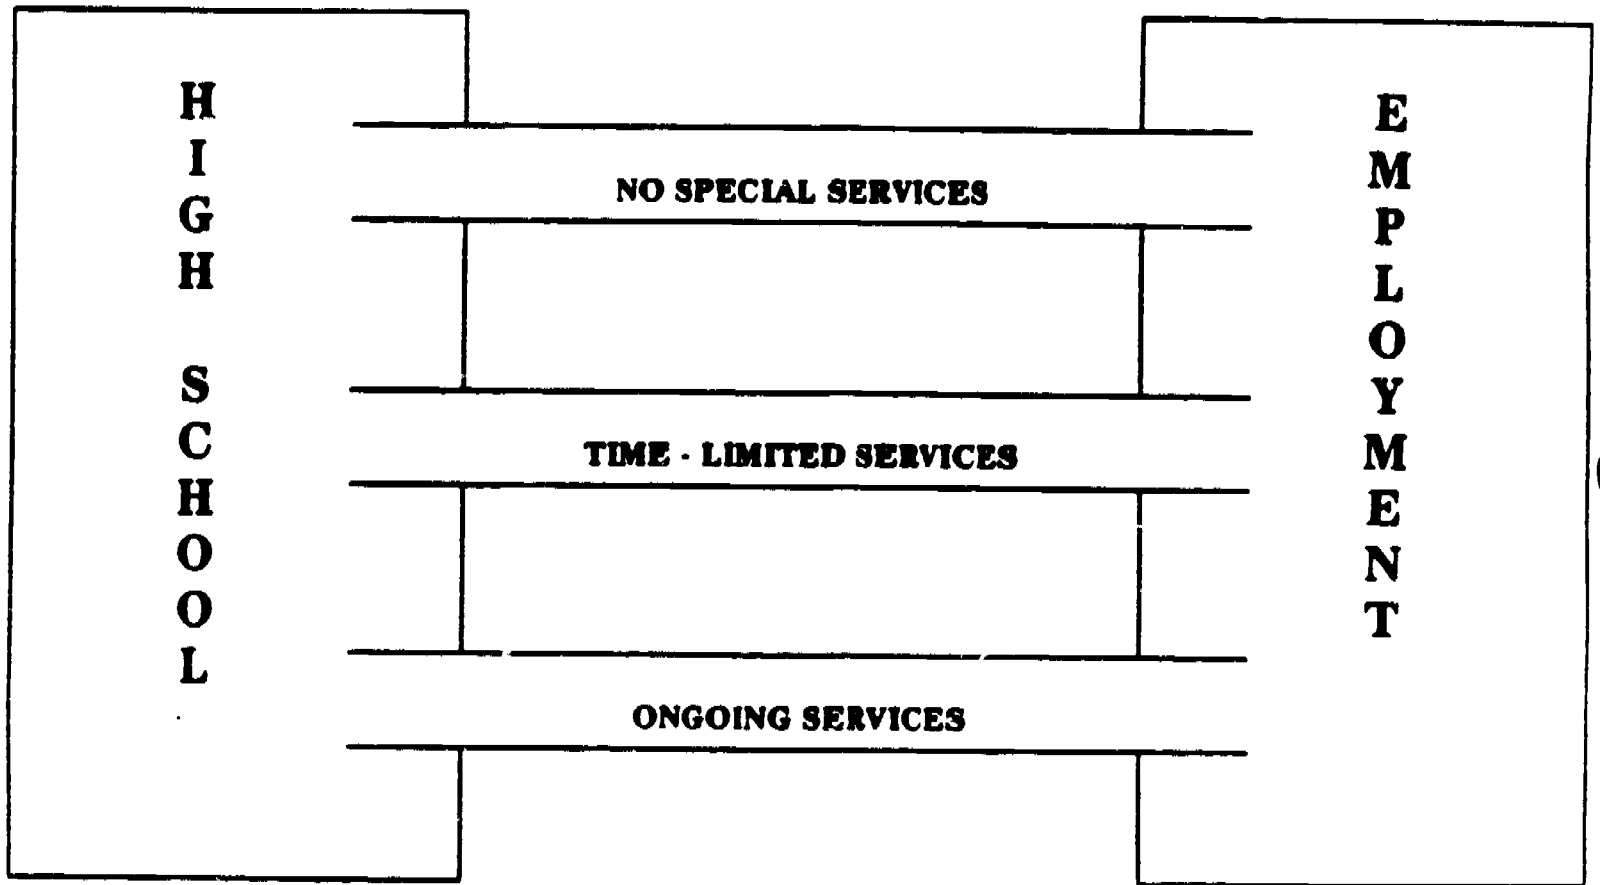 HIGH SCHOOL
NO SPECIAL SERVICES
TIME - LIMITED SERVICES
ONGOING SERVICES
EMPLOYMENT